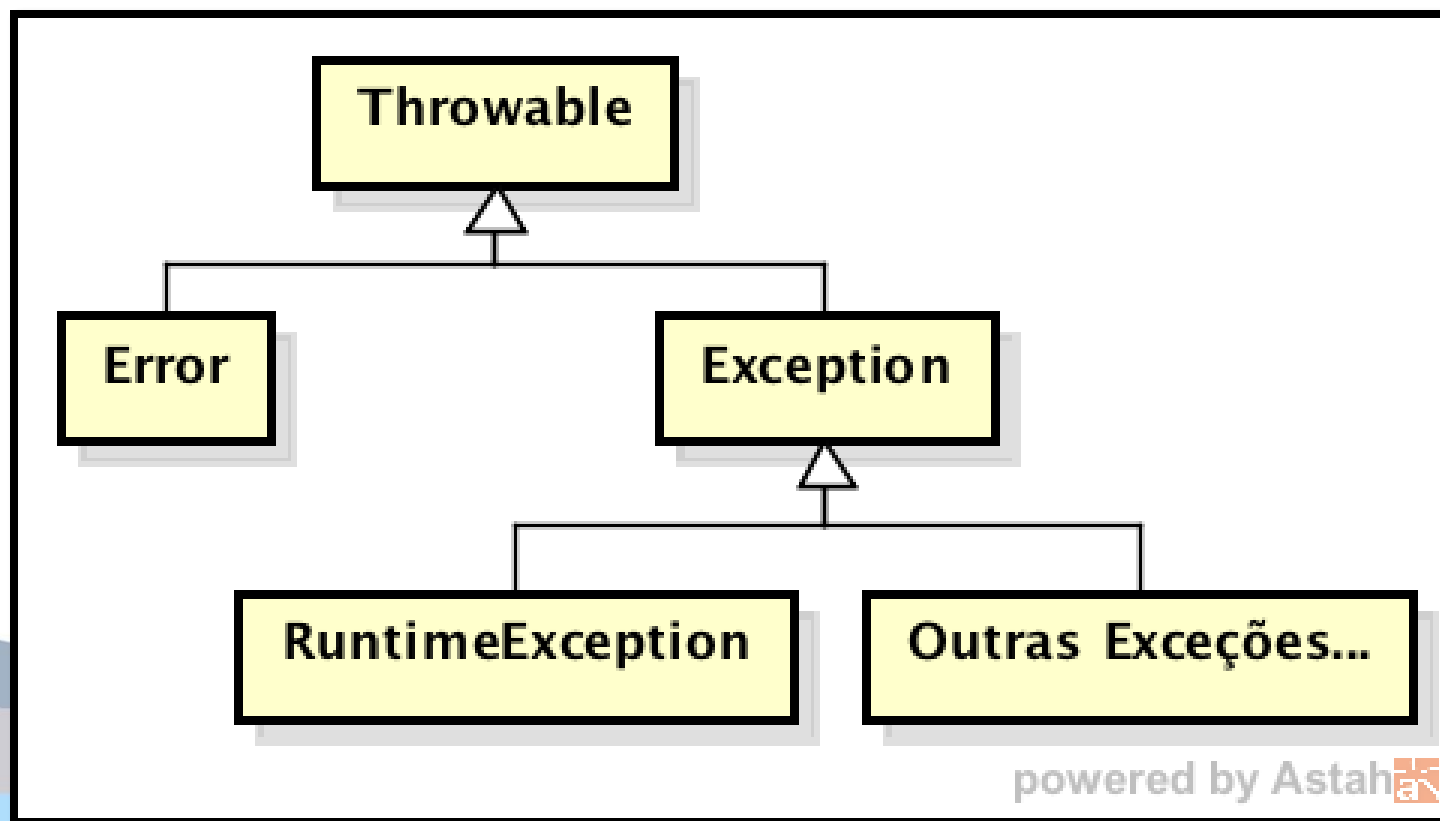 Throwable
Error
Exception
RuntimeException
Outras Exceções...
powered by Astah